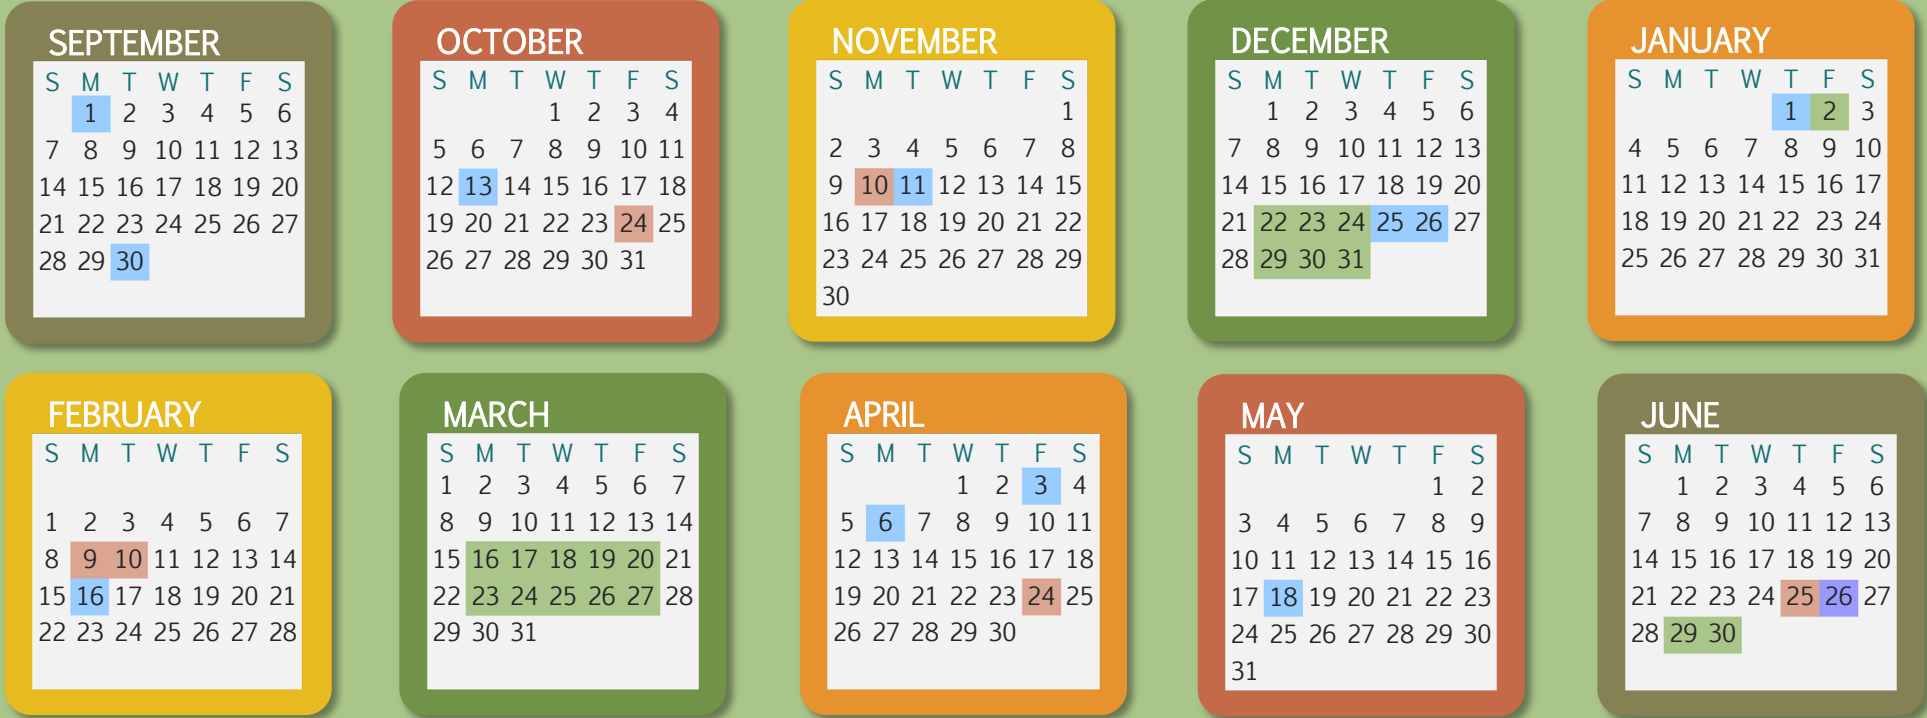 SEPTEMBER
S M T W T F S
1 2 3 4 5 6
7 8 9 10 11 12 13
14 15 16 17 18 19 20
21 22 23 24 25 26 27
28 29 30
OCTOBER
S M T W T F S
1 2 3 4
5 6 7 8 9 10 11
12 13 14 15 16 17 18
19 20 21 22 23 24 25
26 27 28 29 30 31
NOVEMBER
S M T W T F S
1
2 3 4 5 6 7 8
9 10 11 12 13 14 15
16 17 18 19 20 21 22
23 24 25 26 27 28 29
30
DECEMBER
S M T W T F S
1 2 3 4 5 6
7 8 9 10 11 12 13
14 15 16 17 18 19 20
21 22 23 24 25 26 27
28 29 30 31
JANUARY
S M T W T F S
1 2 3
4 5 6 7 8 9 10
11 12 13 14 15 16 17
18 19 20 21 22 23 24
25 26 27 28 29 30 31
FEBRUARY
S M T W T F S
1 2 3 4 5 6 7
8 9 10 11 12 13 14
15 16 17 18 19 20 21
22 23 24 25 26 27 28
MARCH
S M T W T F S
1 2 3 4 5 6 7
8 9 10 11 12 13 14
15 16 17 18 19 20 21
22 23 24 25 26 27 28
29 30 31
APRIL
S M T W T F S
1 2 3 4
5 6 7 8 9 10 11
12 13 14 15 16 17 18
19 20 21 22 23 24 25
26 27 28 29 30
MAY
S M T W T F S
1 2
3 4 5 6 7 8 9
10 11 12 13 14 15 16
17 18 19 20 21 22 23
24 25 26 27 28 29 30
31
JUNE
S M T W T F S
1 2 3 4 5 6
7 8 9 10 11 12 13
14 15 16 17 18 19 20
21 22 23 24 25 26 27
28 29 30